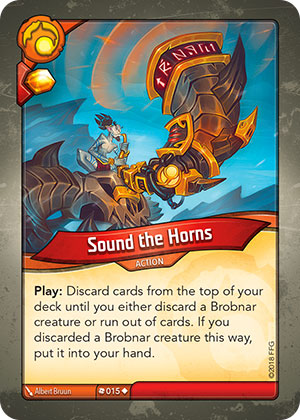 Sound the Horns
ACTION
Play: Discard cards from the top of your
deck until you either discard a Brobnar
creature or run out of cards. If you
discarded a Brobnar creature this way,
put it into your hand.
Albert Bruun
015
©2018 FFG